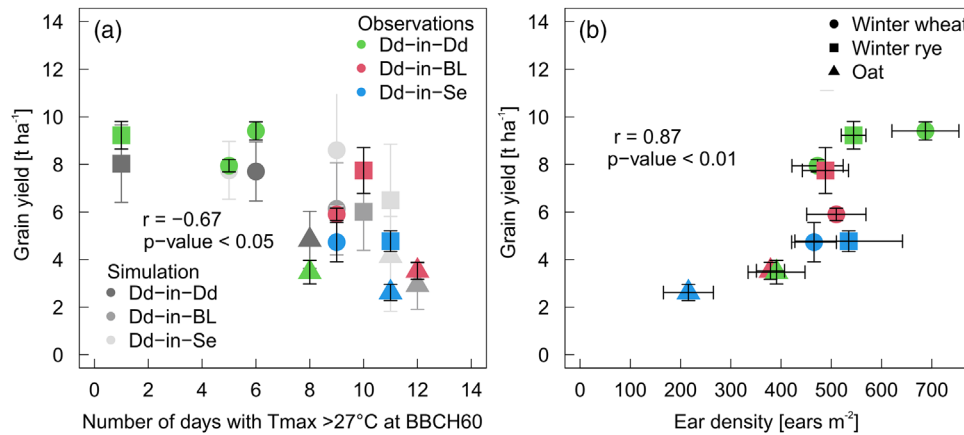 (a)
Observations
Dd−in−Dd
Dd−in−BL
Dd−in−Se
r = −0.67
p-value < 0.05
Simulation
Dd−in−Dd
Dd−in−BL
Dd−in−Se
Grain yield [t ha⁻¹]
14
12
10
8
6
4
2
0
0 2 4 6 8 10 12 14
Number of days with Tmax >27°C at BBCH60
(b)
Winter wheat
Winter rye
Oat
r = 0.87
p-value < 0.01
Grain yield [t ha⁻¹]
14
12
10
8
6
4
2
0
0 100 200 300 400 500 600 700
Ear density [ears m⁻²]